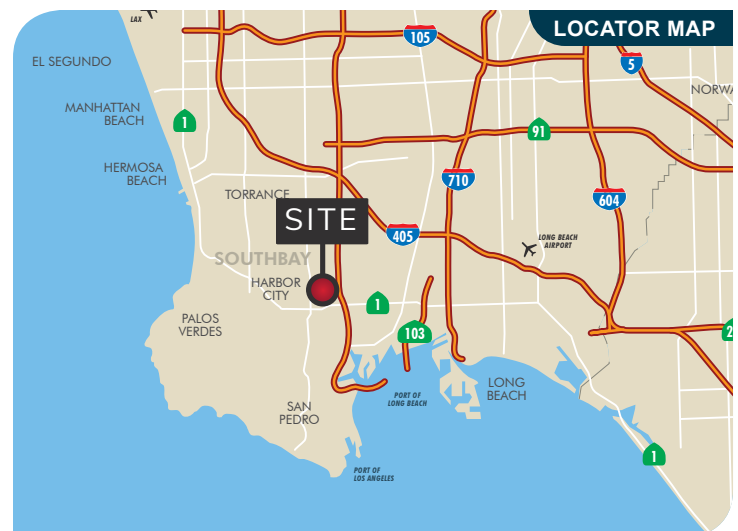 LAX
LOCATOR MAP
105
5
EL SEGUNDO
NORWA
MANHATTAN
BEACH
1
91
HERMOSA
BEACH
710
TORRANCE
604
SITE
405
LONG BEACH
AIRPORT
SOUTHBAY
HARBOR
CITY
1
PALOS
VERDES
103
2
LONG
BEACH
PORT OF
LONG BEACH
SAN
PEDRO
1
PORT OF
LOS ANGELES